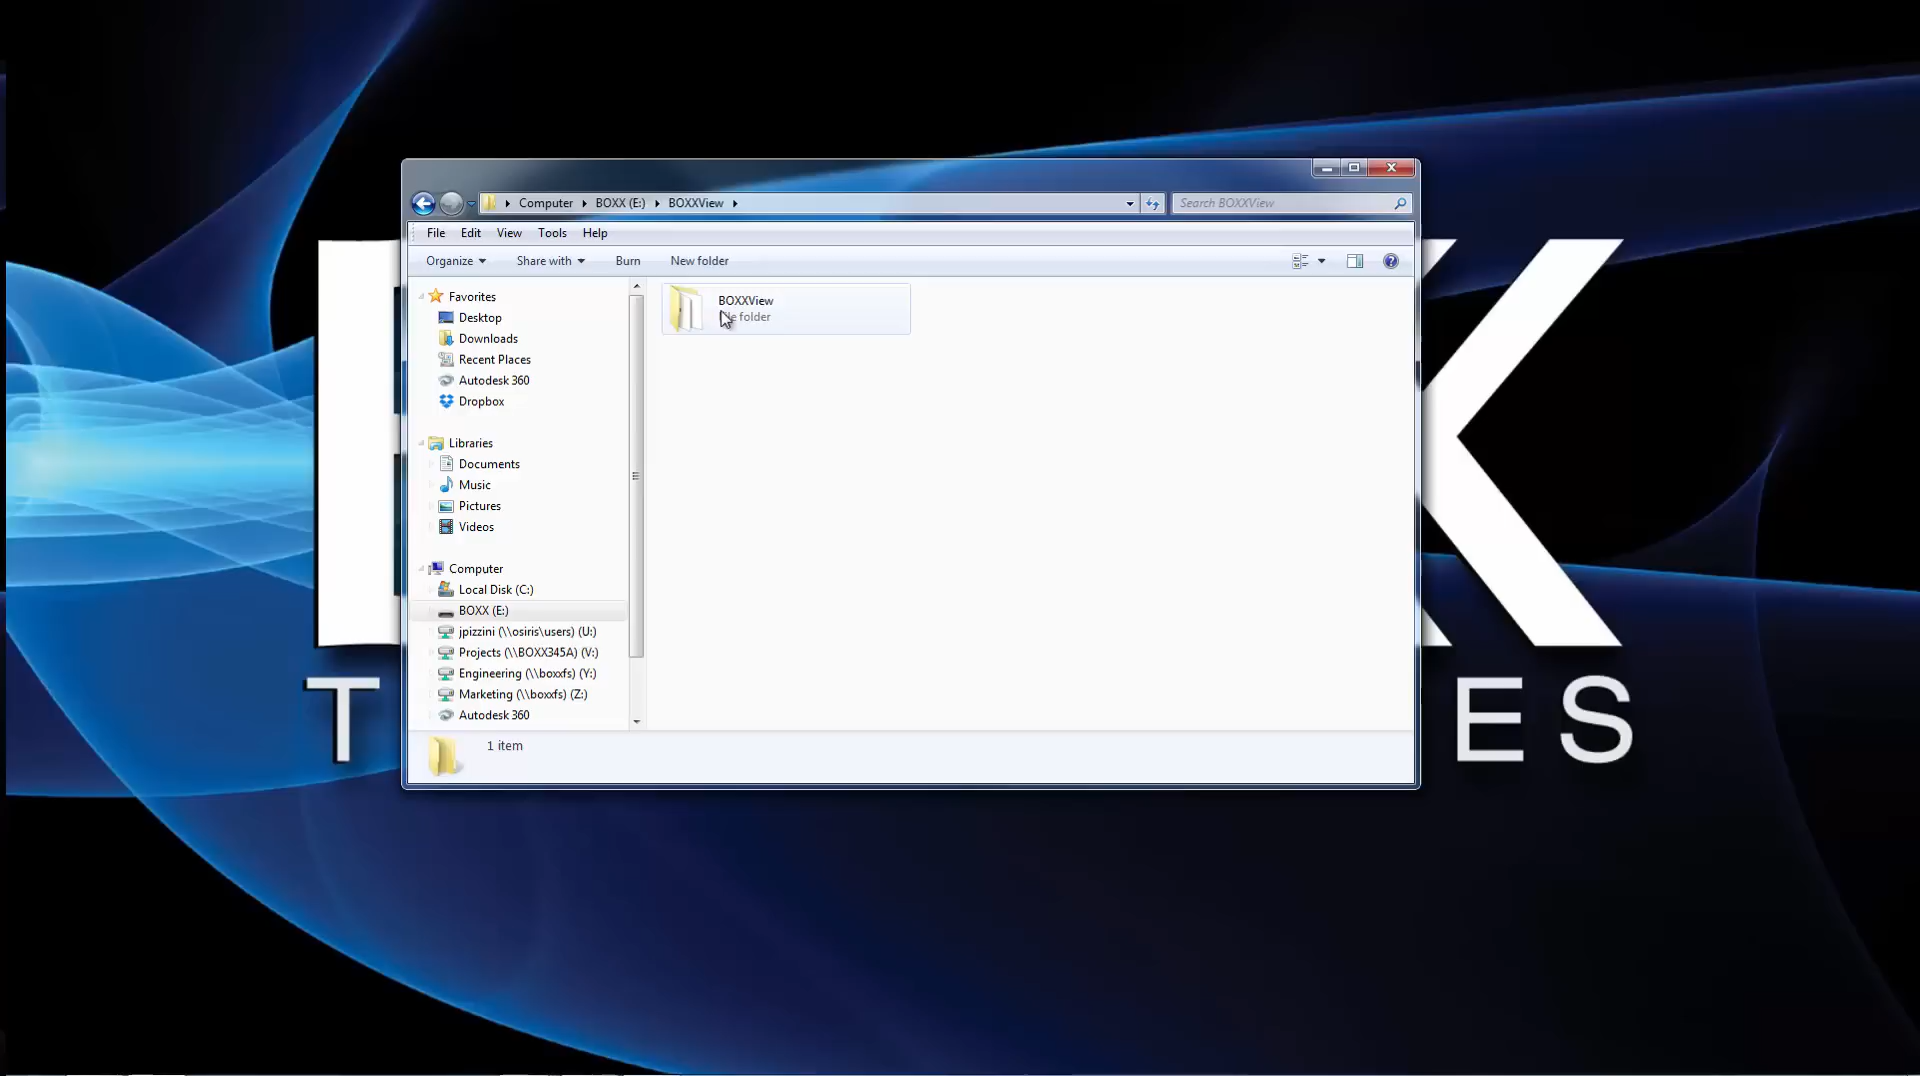 Computer BOXX (E:) BOXXView
Search BOXXView
File Edit View Tools Help
Organize Share with Burn New folder
Favorites
Desktop
Downloads
Recent Places
Autodesk 360
Dropbox
Libraries
Documents
Music
Pictures
Videos
Computer
Local Disk (C:)
BOXX (E:)
jpizzini (\\osiris\users) (U:)
Projects (\\BOXX345A) (V:)
Engineering (\\boxxfs) (Y:)
Marketing (\\boxxfs) (Z:)
Autodesk 360
BOXXView
folder
1 item
T
ES